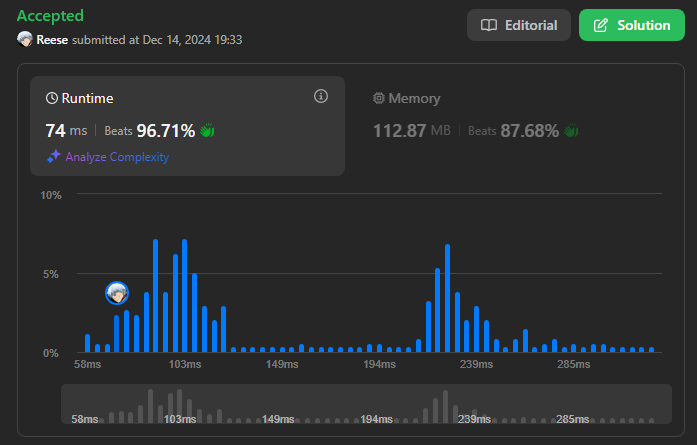 Accepted
Reese submitted at Dec 14, 2024 19:33
Editorial
Solution
Runtime
74 ms | Beats 96.71%
Analyze Complexity
Memory
112.87 MB | Beats 87.68%
10%
5%
0%
58ms 103ms 149ms 194ms 239ms 285ms
58ms 103ms 149ms 194ms 239ms 285ms